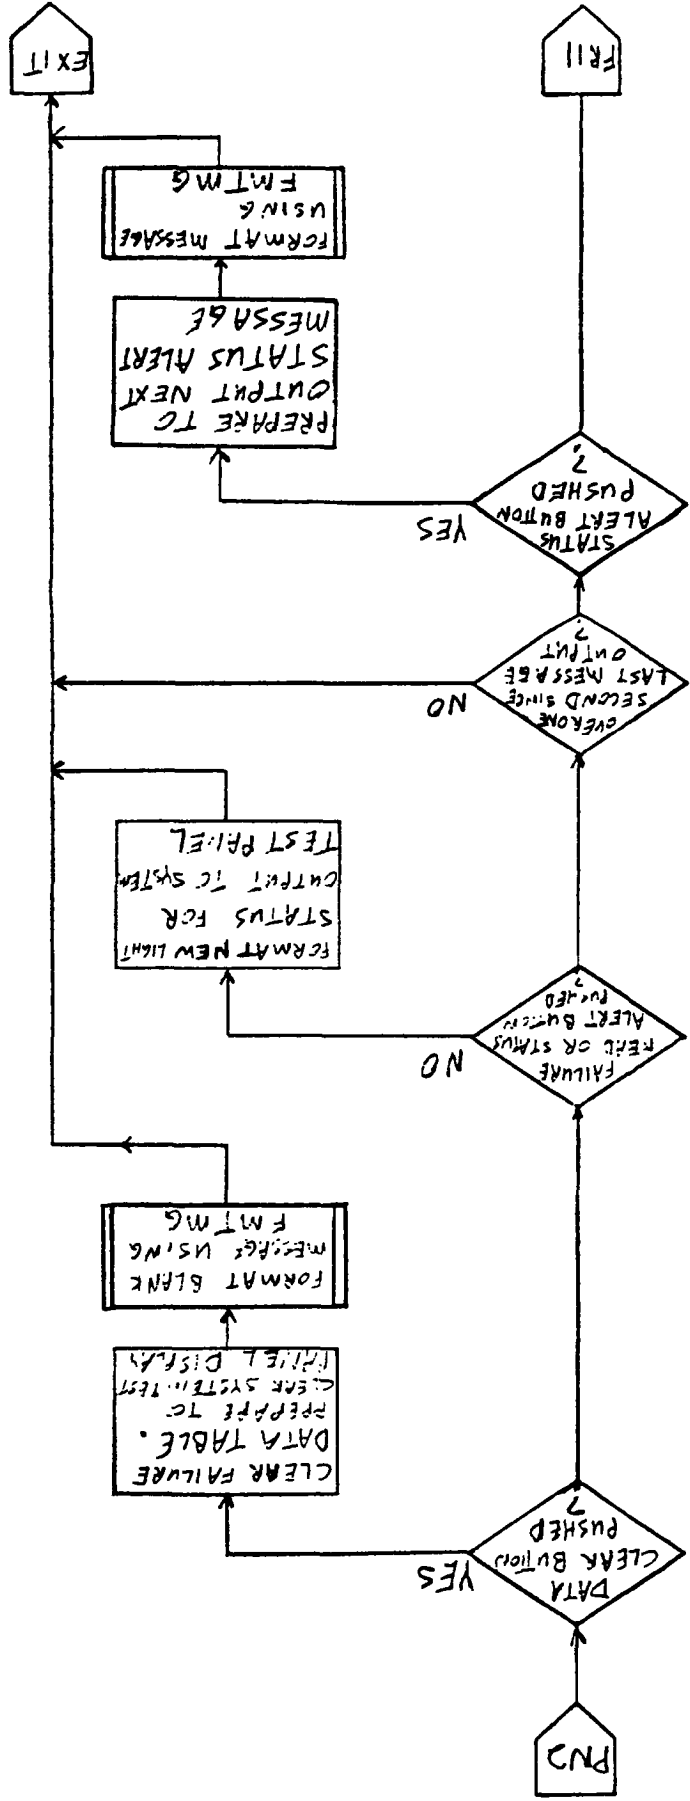 PN2
DATA
CLEAR BUTTON
PUSHED
?
YES
CLEAR FAILURE
DATA TABLE.
PREPARE TO
CLEAR SYSTEM TEST
PANEL DISPLAY
FORMAT BLANK
MESSAGE USING
FMTMG
FAILURE
READ OR STATUS
ALERT BUTTON
PUSHED
?
NO
FORMAT NEW LIGHT
STATUS FOR
OUTPUT TO SYSTEM
TEST PANEL
OVER ONE
SECOND SINCE
LAST MESSAGE
OUTPUT
?
NO
STATUS
ALERT BUTTON
PUSHED
?
YES
PREPARE TO
OUTPUT NEXT
STATUS ALERT
MESSAGE
FORMAT MESSAGE
USING
FMTMG
FR11
EXIT